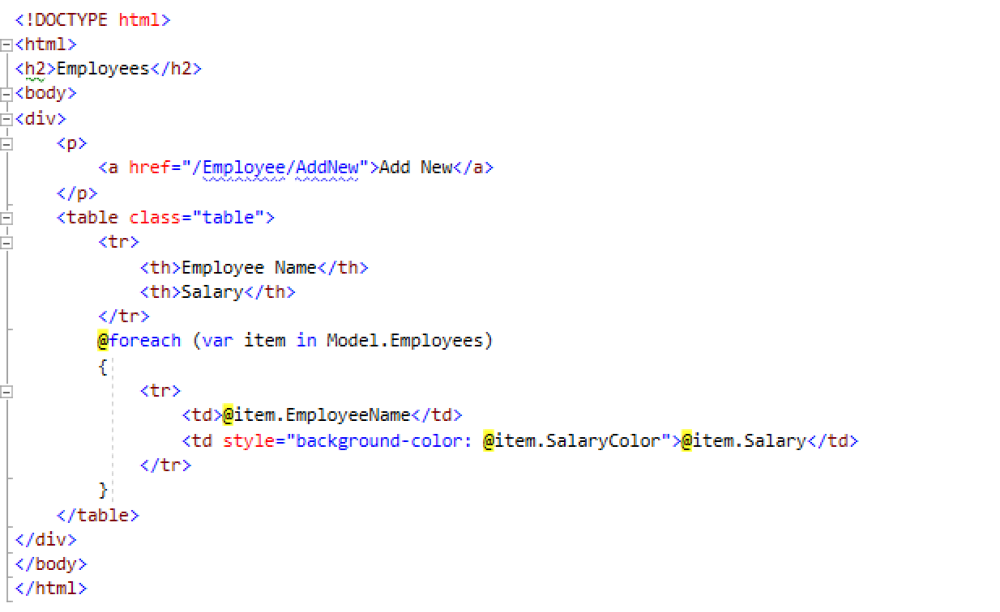 <!DOCTYPE html>
<html>
<h2>Employees</h2>
<body>
<div>
    <p>
        <a href="/Employee/AddNew">Add New</a>
    </p>
    <table class="table">
        <tr>
            <th>Employee Name</th>
            <th>Salary</th>
        </tr>
        @foreach (var item in Model.Employees)
        {
            <tr>
                <td>@item.EmployeeName</td>
                <td style="background-color: @item.SalaryColor">@item.Salary</td>
            </tr>
        }
    </table>
</div>
</body>
</html>